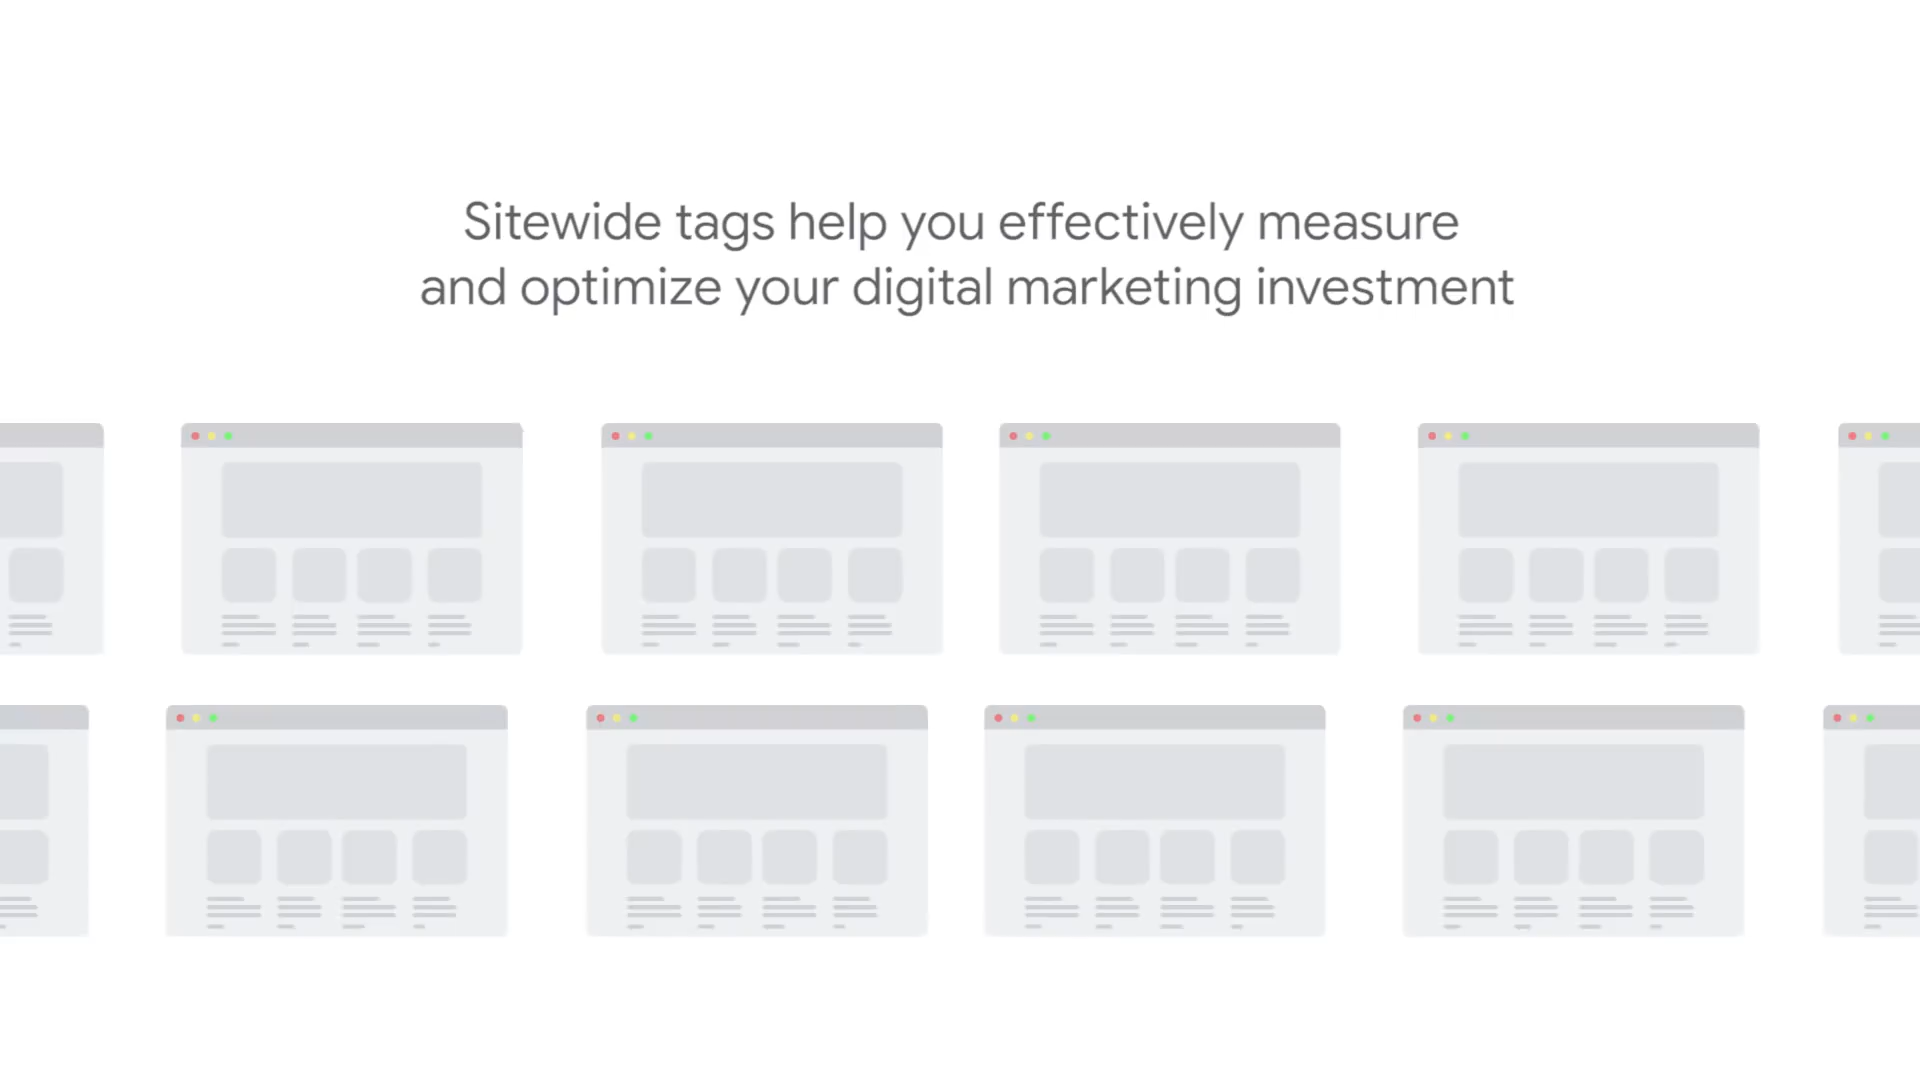 Sitewide tags help you effectively measure
and optimize your digital marketing investment